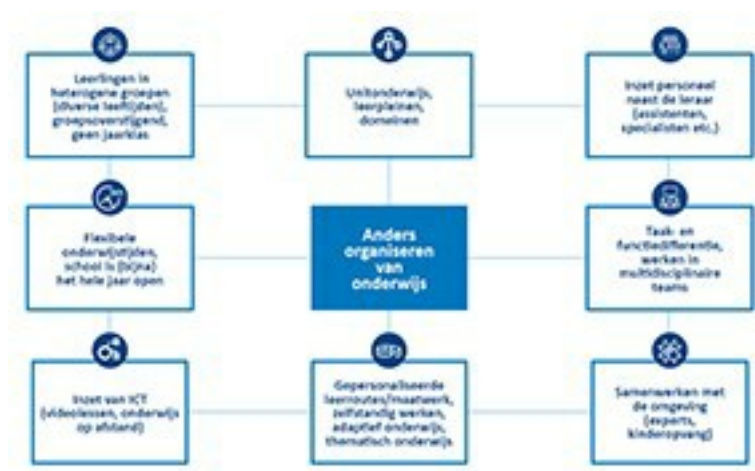 Leerlingen in
heterogene groepen
(diverse leeftijden),
groepsoverstijgend,
geen jaarklas
Unitonderwijs,
leerpleinen,
domeinen
Inzet personeel
naast de leraar
(assistenten,
specialisten etc.)
Flexibele
onderwijstijden,
school is (bijna)
het hele jaar open
Anders
organiseren
van
onderwijs
Taak- en
functiedifferentie,
werken in
multidisciplinaire
teams
Inzet van ICT
(videolessen, onderwijs
op afstand)
Gepersonaliseerde
leerroutes/maatwerk,
zelfstandig werken,
adaptief onderwijs,
thematisch onderwijs
Samenwerken met
de omgeving
(experts,
kinderopvang)